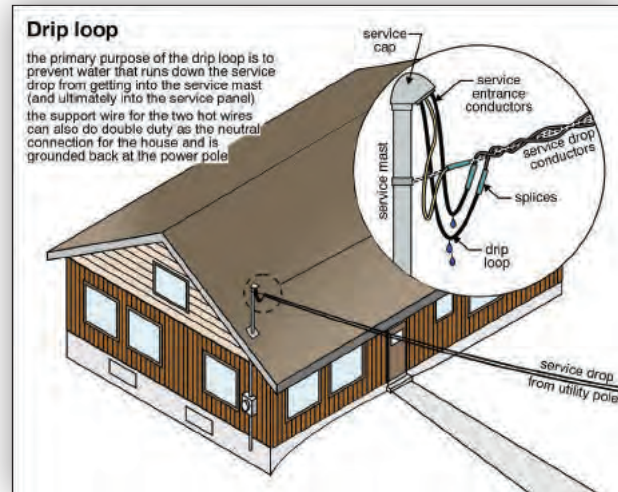 Drip loop
the primary purpose of the drip loop is to
prevent water that runs down the service
drop from getting into the service mast
(and ultimately into the service panel)
the support wire for the two hot wires
can also do double duty as the neutral
connection for the house and is
grounded back at the power pole
service
cap
service
entrance
conductors
service mast
service drop
conductors
splices
drip
loop
service drop
from utility pole